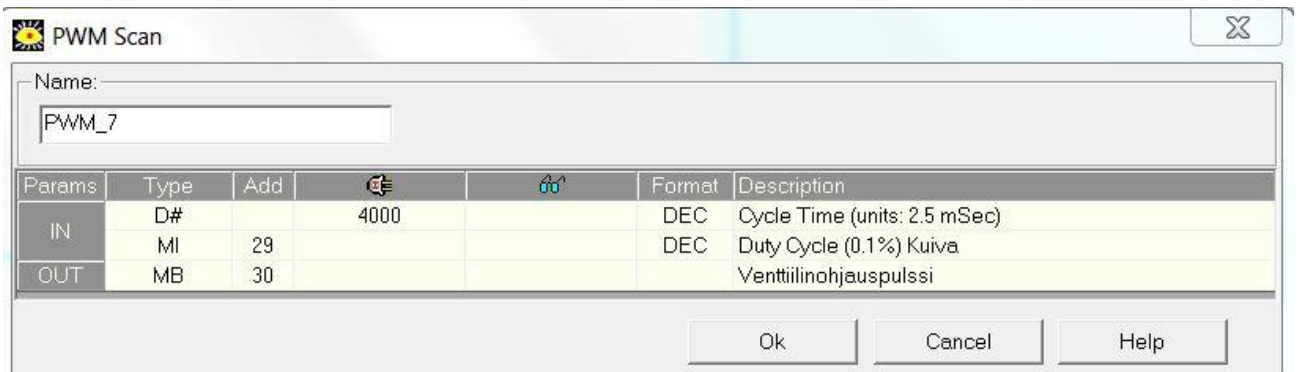 PWM Scan
Name:
PWM_7
Params Type Add Format Description
IN
D# 4000 DEC Cycle Time (units: 2.5 mSec)
MI 29 DEC Duty Cycle (0.1%) Kuiva
OUT MB 30 Venttiilinohjauspulssi
Ok Cancel Help